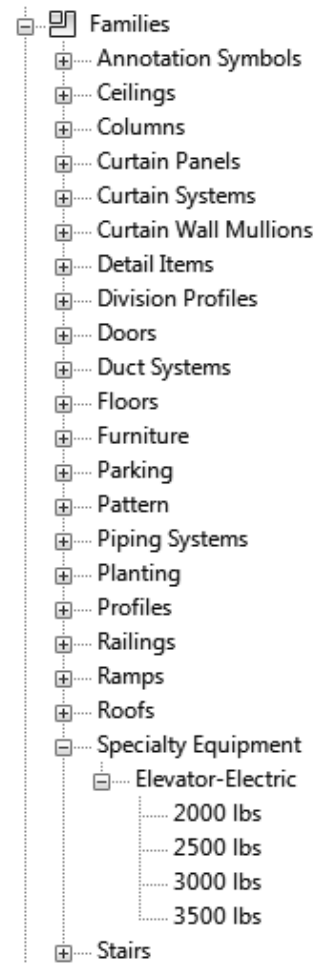 Families
Annotation Symbols
Ceilings
Columns
Curtain Panels
Curtain Systems
Curtain Wall Mullions
Detail Items
Division Profiles
Doors
Duct Systems
Floors
Furniture
Parking
Pattern
Piping Systems
Planting
Profiles
Railings
Ramps
Roofs
Specialty Equipment
Elevator-Electric
2000 lbs
2500 lbs
3000 lbs
3500 lbs
Stairs